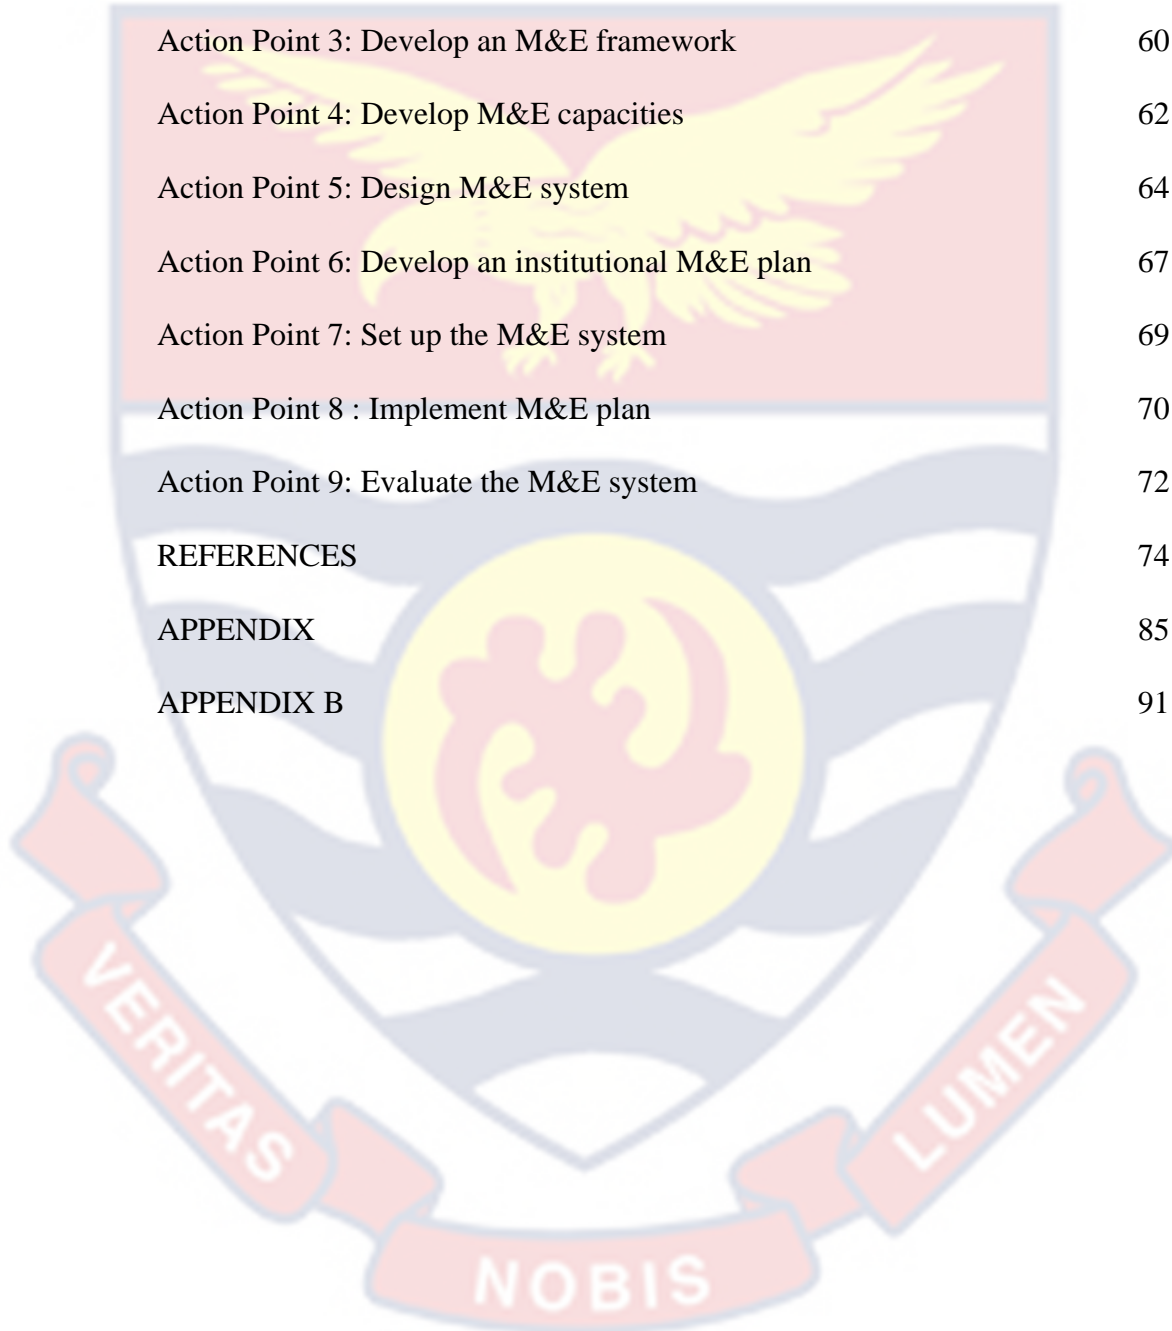 Action Point 3: Develop an M&E framework 60
Action Point 4: Develop M&E capacities 62
Action Point 5: Design M&E system 64
Action Point 6: Develop an institutional M&E plan 67
Action Point 7: Set up the M&E system 69
Action Point 8 : Implement M&E plan 70
Action Point 9: Evaluate the M&E system 72
REFERENCES 74
APPENDIX 85
APPENDIX B 91
VERITAS
NOBIS
LUMEN